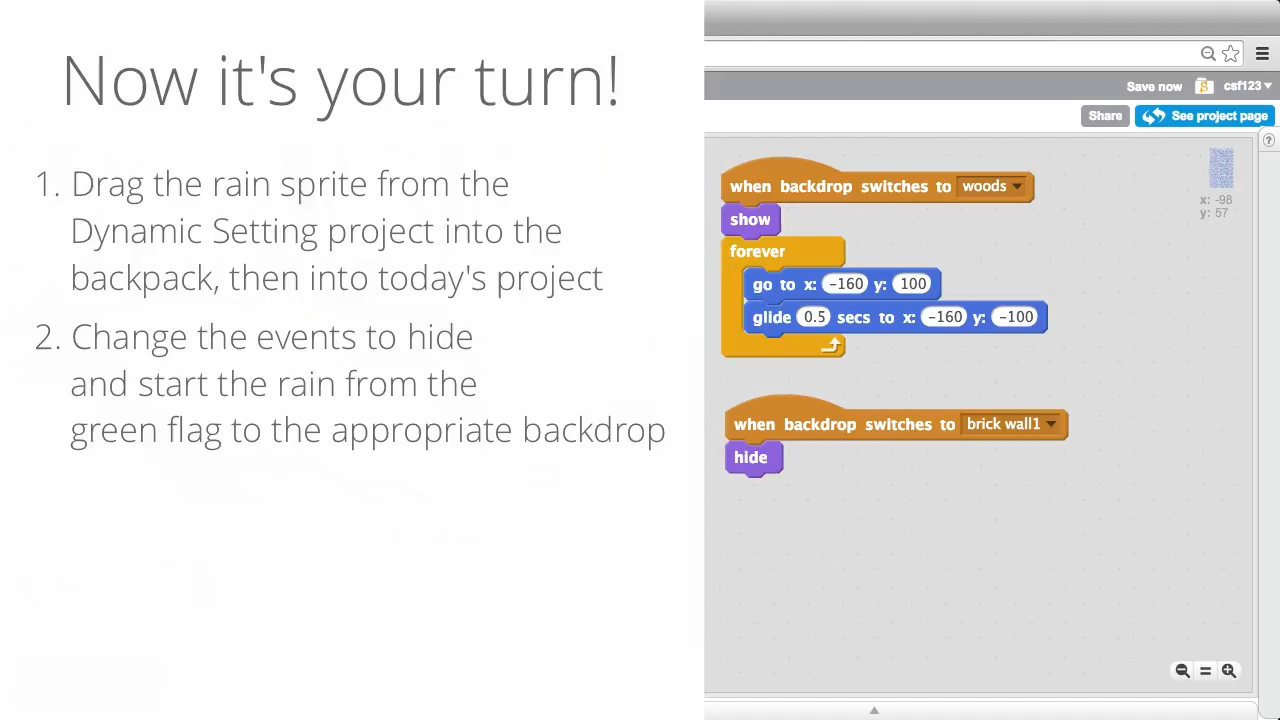 Now it's your turn!
1. Drag the rain sprite from the
Dynamic Setting project into the
backpack, then into today's project
2. Change the events to hide
and start the rain from the
green flag to the appropriate backdrop
Save now csf123
Share See project page
?
x: -98
y: 57
when backdrop switches to woods
show
forever
go to x: -160 y: 100
glide 0.5 secs to x: -160 y: -100
when backdrop switches to brick wall1
hide